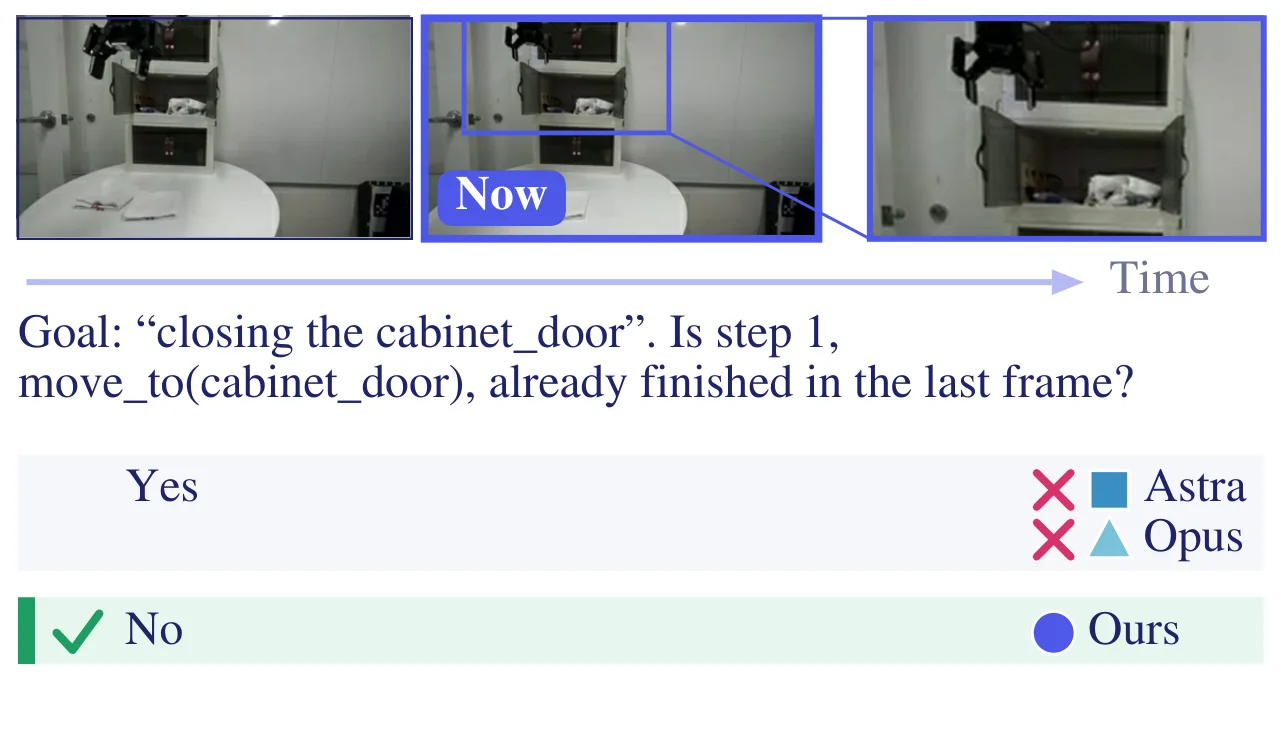 Now
Time
Goal: “closing the cabinet_door”. Is step 1,
move_to(cabinet_door), already finished in the last frame?
Yes
Astra
Opus
No
Ours